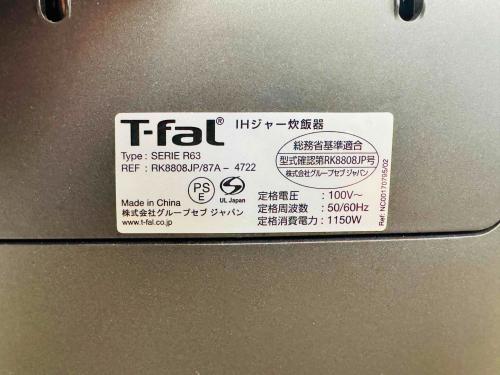 T-fal® IHジャー炊飯器
Type : SERIE R63
REF : RK8808JP/87A - 4722
総務省基準適合
型式確認第RK8808JP号
株式会社グループセブ ジャパン
PS
E
S
UL Japan
Made in China
株式会社グループセブ ジャパン
www.t-fal.co.jp
定格電圧 : 100V~
定格周波数 : 50/60Hz
定格消費電力 : 1150W
Ref: NC00170795/02